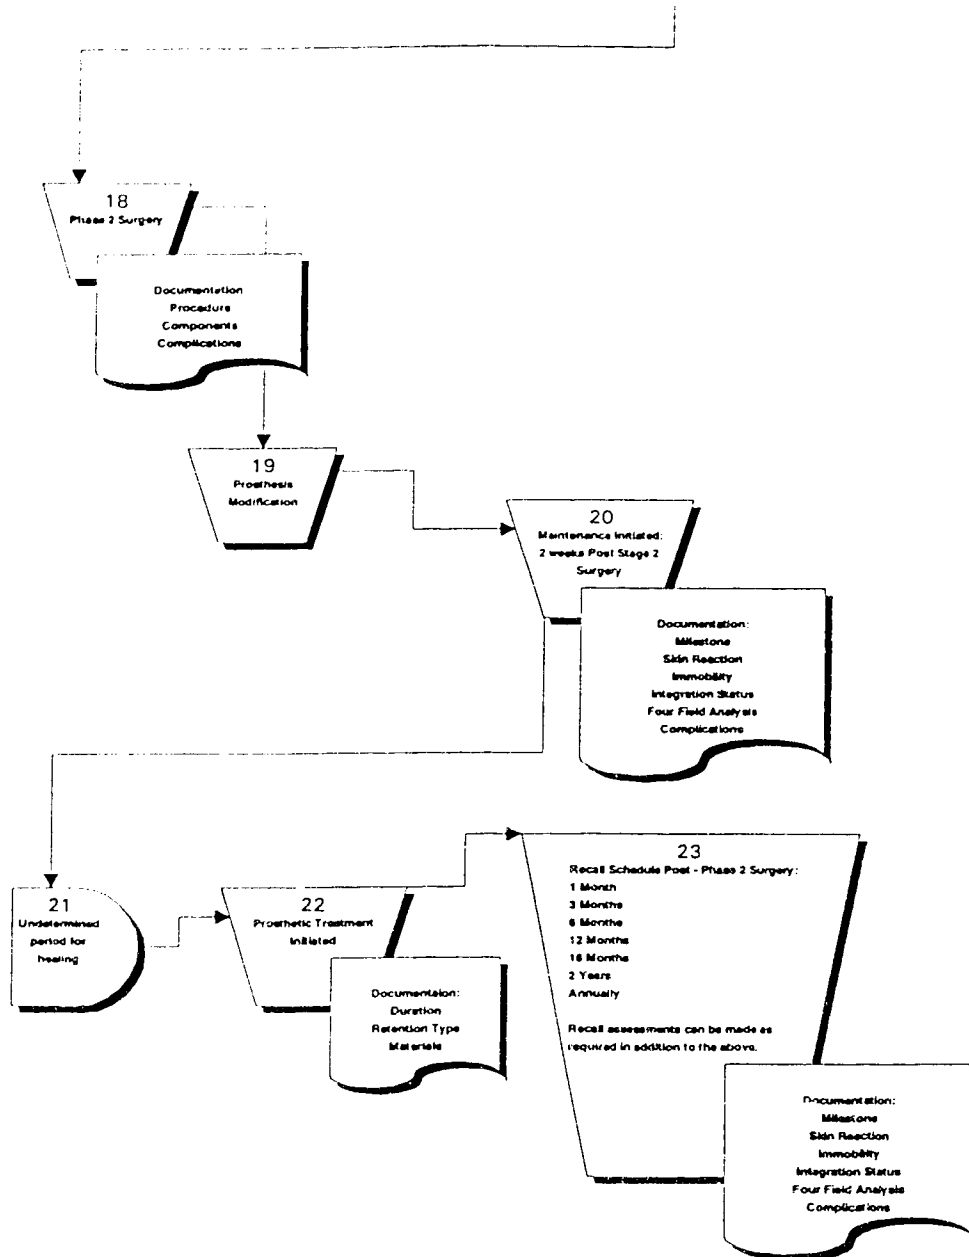 18
Phase 2 Surgery
Documentation
Procedure
Components
Complications
19
Prosthesis
Modification
20
Maintenance Initiated:
2 weeks Post Stage 2
Surgery
Documentation:
Milestone
Skin Reaction
Immobility
Integration Status
Four Field Analysis
Complications
21
Undetermined
period for
healing
22
Prosthetic Treatment
Initiated
Documentaion:
Duration
Retention Type
Materials
23
Recall Schedule Post - Phase 2 Surgery:
1 Month
3 Months
6 Months
12 Months
18 Months
2 Years
Annually
Recall assessments can be made as
required in addition to the above.
Documentation:
Milestone
Skin Reaction
Immobility
Integration Status
Four Field Analysis
Complications